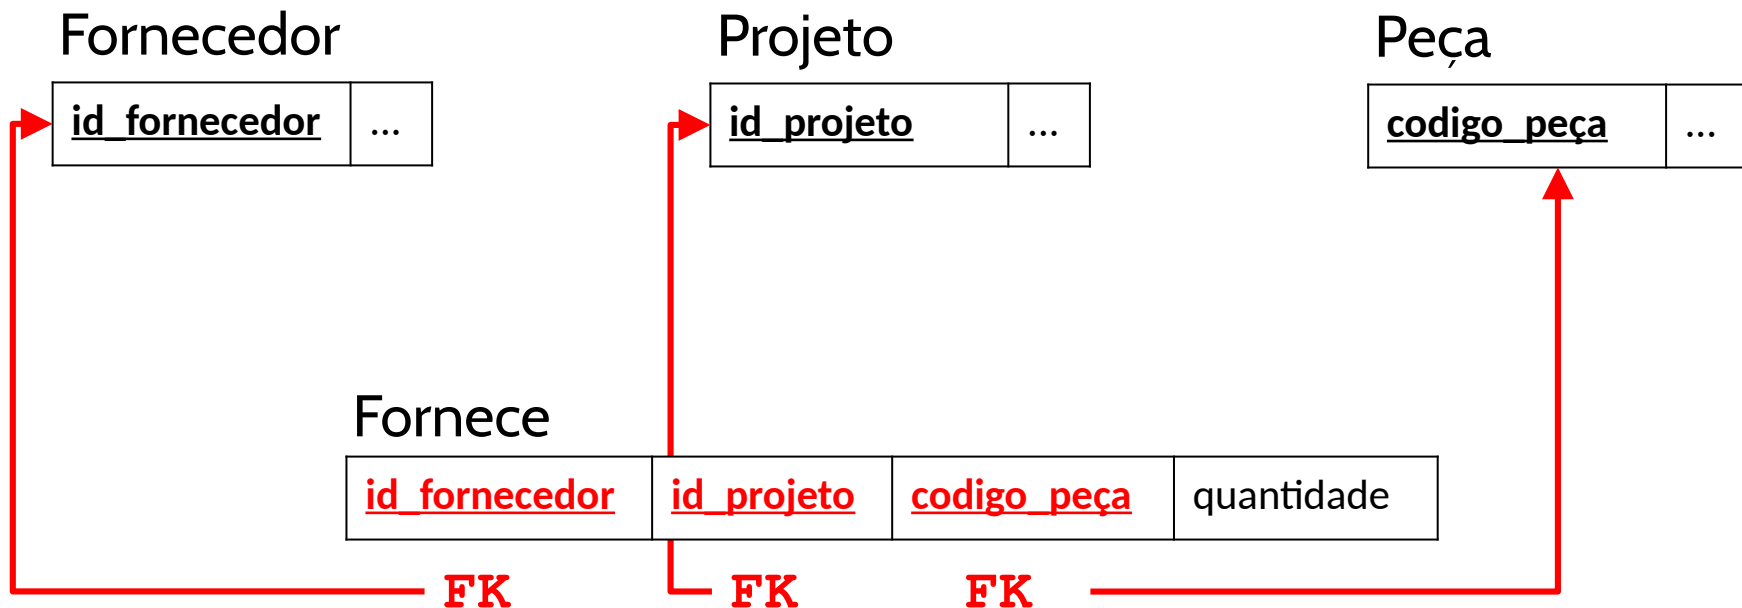 Fornecedor
id_fornecedor ...
Projeto
id_projeto ...
Peça
codigo_peça ...
Fornece
id_fornecedor id_projeto codigo_peça quantidade
FK FK FK